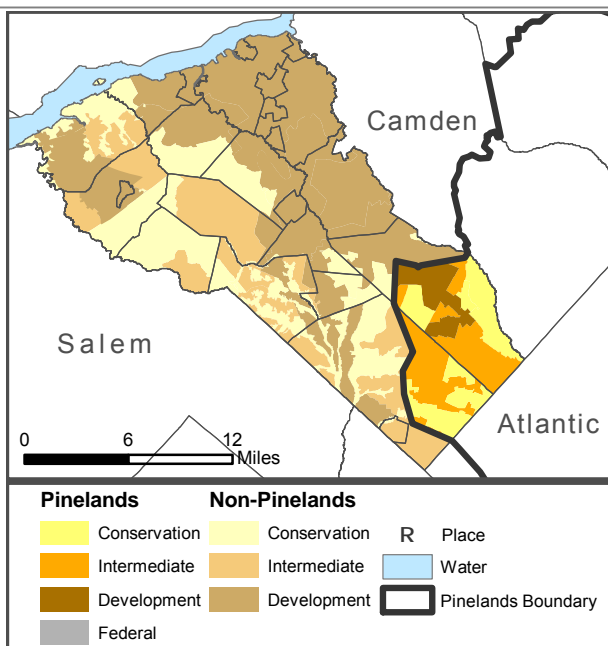 Camden
Salem
Atlantic
0 6 12
Miles
Pinelands Non-Pinelands
Conservation Conservation R Place
Intermediate Intermediate Water
Development Development Pinelands Boundary
Federal